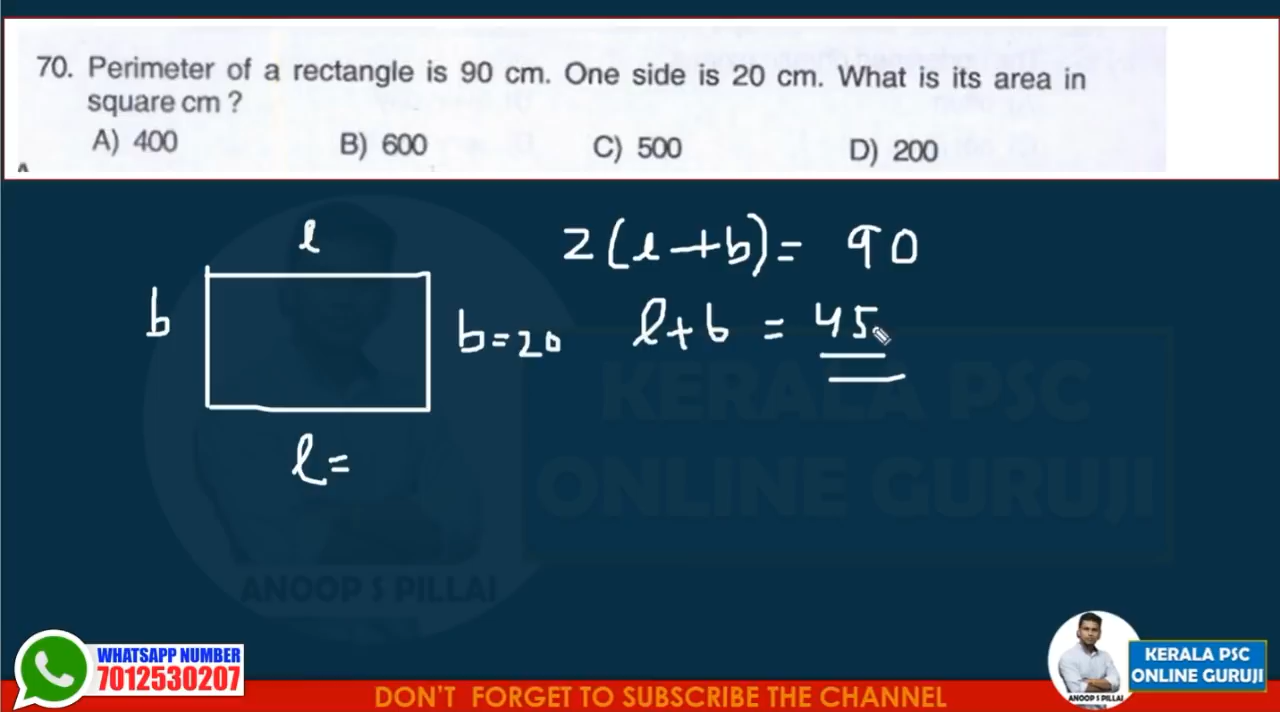 70. Perimeter of a rectangle is 90 cm. One side is 20 cm. What is its area in
square cm ?
A) 400 B) 600 C) 500 D) 200
l
2(l+b)= 90
b
b=20
l+b = 45
l=
KERALA PSC
ONLINE GURUJI
ANOOP S PILLAI
WHATSAPP NUMBER
7012530207
KERALA PSC
ONLINE GURUJI
ANOOP S PILLAI
DON'T FORGET TO SUBSCRIBE THE CHANNEL